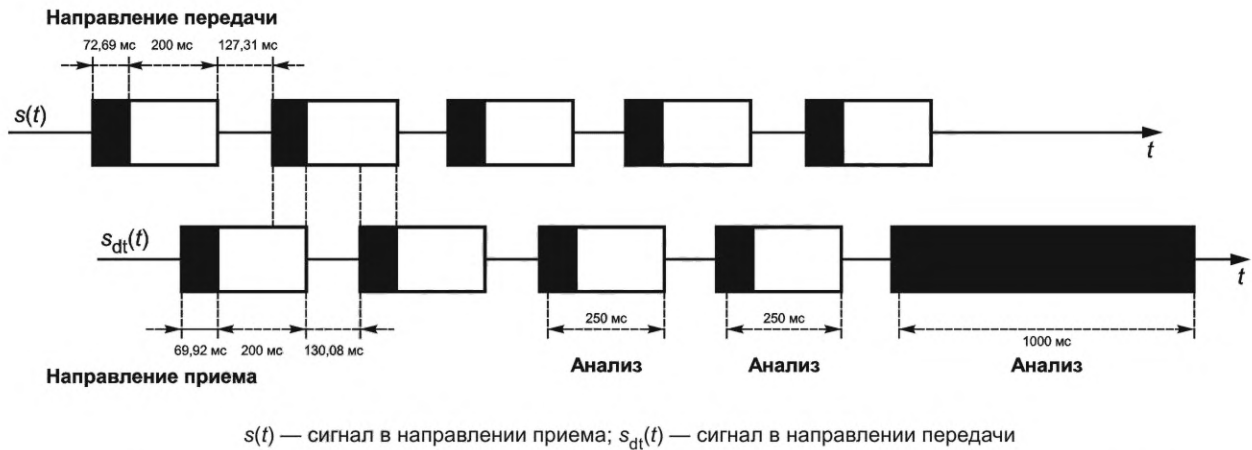 Направление передачи
72,69 мс 200 мс 127,31 мс
s(t)
t
s_dt(t)
t
250 мс 250 мс
1000 мс
69,92 мс 200 мс 130,08 мс
Анализ Анализ Анализ
Направление приема
s(t) — сигнал в направлении приема; s_dt(t) — сигнал в направлении передачи